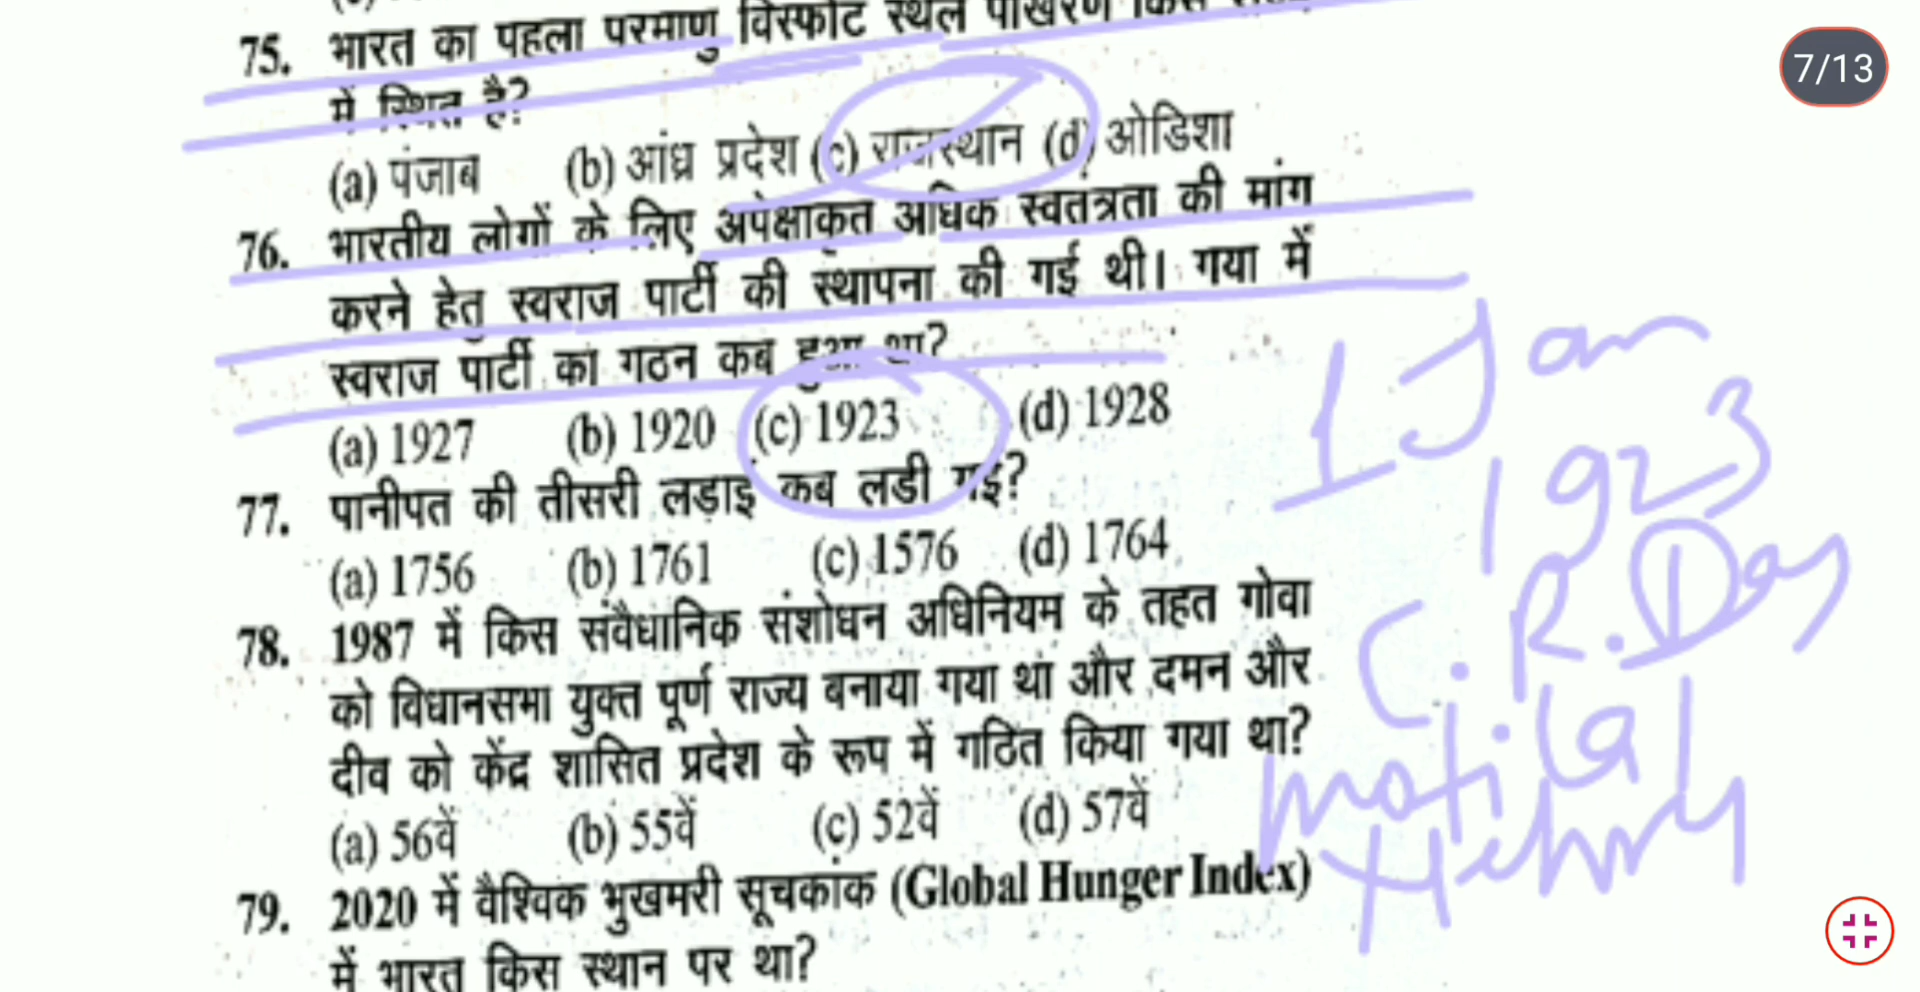 75. भारत का पहला परमाणु विस्फोट स्थल पोखरण किस
में स्थित है?
(a) पंजाब (b) आंध्र प्रदेश (c) राजस्थान (d) ओडिशा
76. भारतीय लोगों के लिए अपेक्षाकृत अधिक स्वतंत्रता की मांग
करने हेतु स्वराज पार्टी की स्थापना की गई थी। गया में
स्वराज पार्टी का गठन कब हुआ था?
(a) 1927 (b) 1920 (c) 1923 (d) 1928
77. पानीपत की तीसरी लड़ाई कब लडी गई?
(a) 1756 (b) 1761 (c) 1576 (d) 1764
78. 1987 में किस संवैधानिक संशोधन अधिनियम के तहत गोवा
को विधानसभा युक्त पूर्ण राज्य बनाया गया था और दमन और
दीव को केंद्र शासित प्रदेश के रूप में गठित किया गया था?
(a) 56वें (b) 55वें (c) 52वें (d) 57वें
79. 2020 में वैश्विक भुखमरी सूचकांक (Global Hunger Index)
में भारत किस स्थान पर था?
7/13
1 Jan
1923
C.R.Das
motilal
Nehru